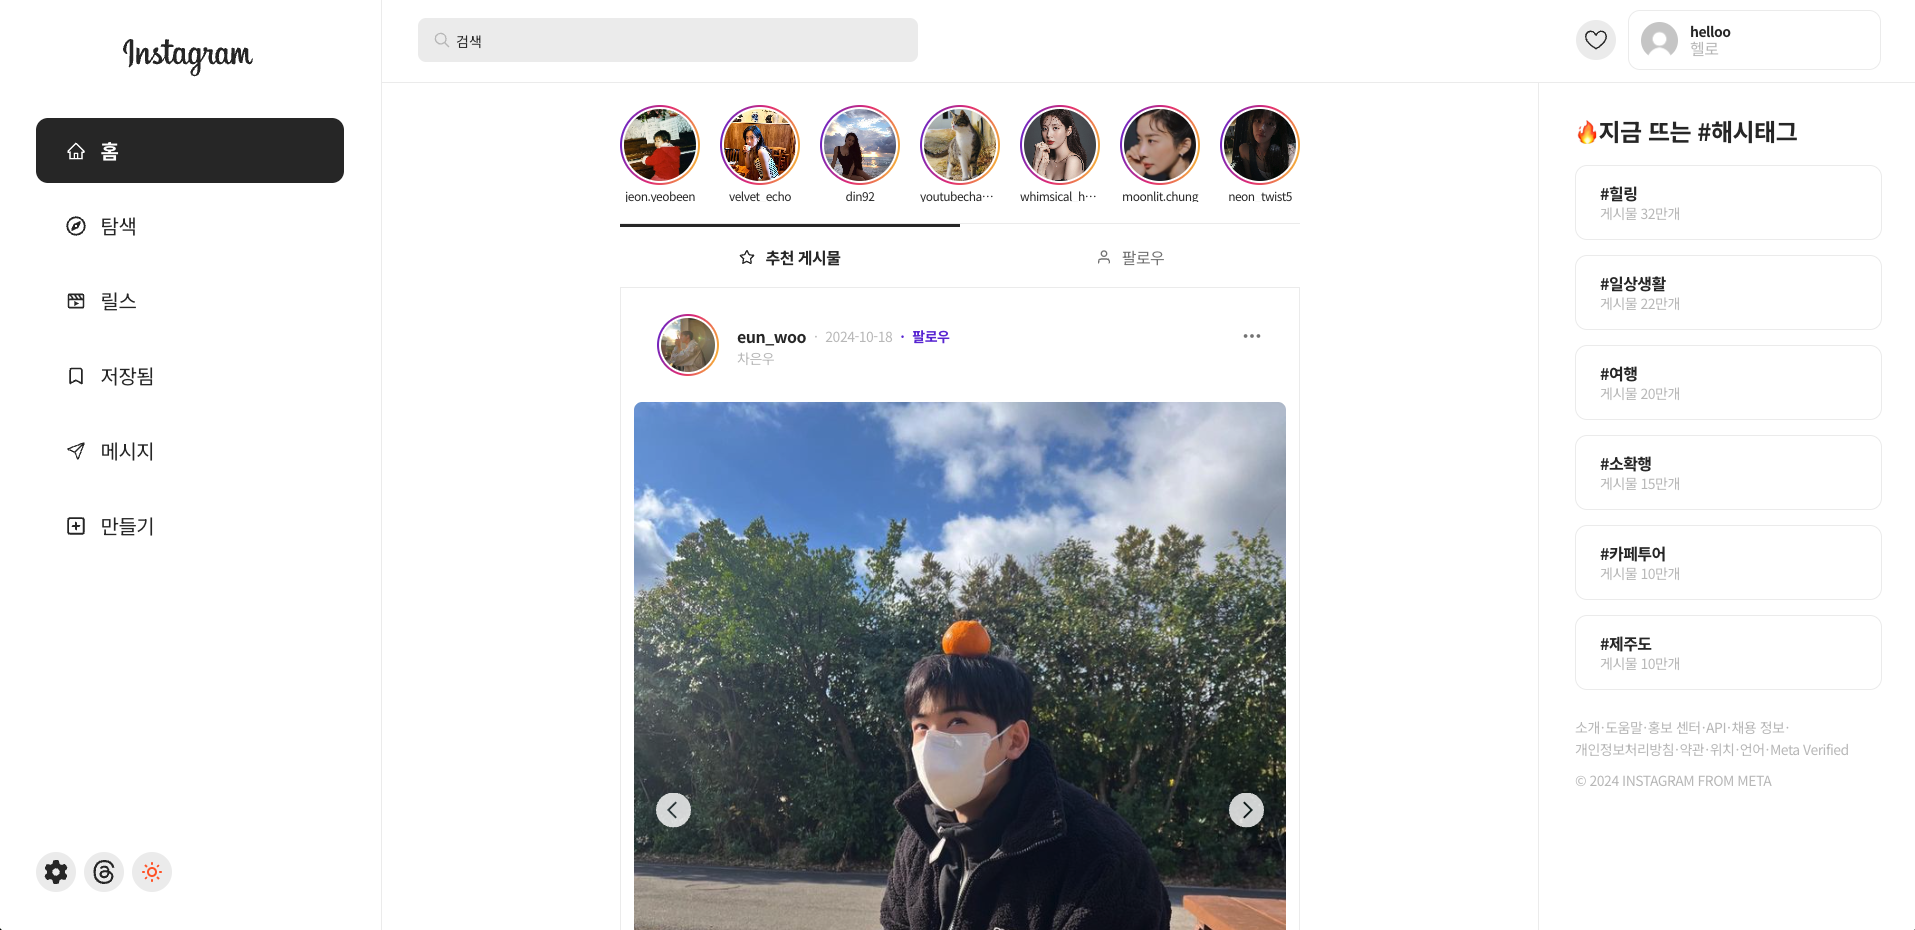 Instagram
검색
helloo
헬로
홈
탐색
릴스
저장됨
메시지
만들기
jeon.yeobeen
velvet_echo
din92
youtubecha…
whimsical_h…
moonlit.chung
neon_twist5
추천 게시물
팔로우
eun_woo · 2024-10-18 · 팔로우
차은우
🔥지금 뜨는 #해시태그
#힐링
게시물 32만개
#일상생활
게시물 22만개
#여행
게시물 20만개
#소확행
게시물 15만개
#카페투어
게시물 10만개
#제주도
게시물 10만개
소개·도움말·홍보 센터·API·채용 정보·
개인정보처리방침·약관·위치·언어·Meta Verified
© 2024 INSTAGRAM FROM META